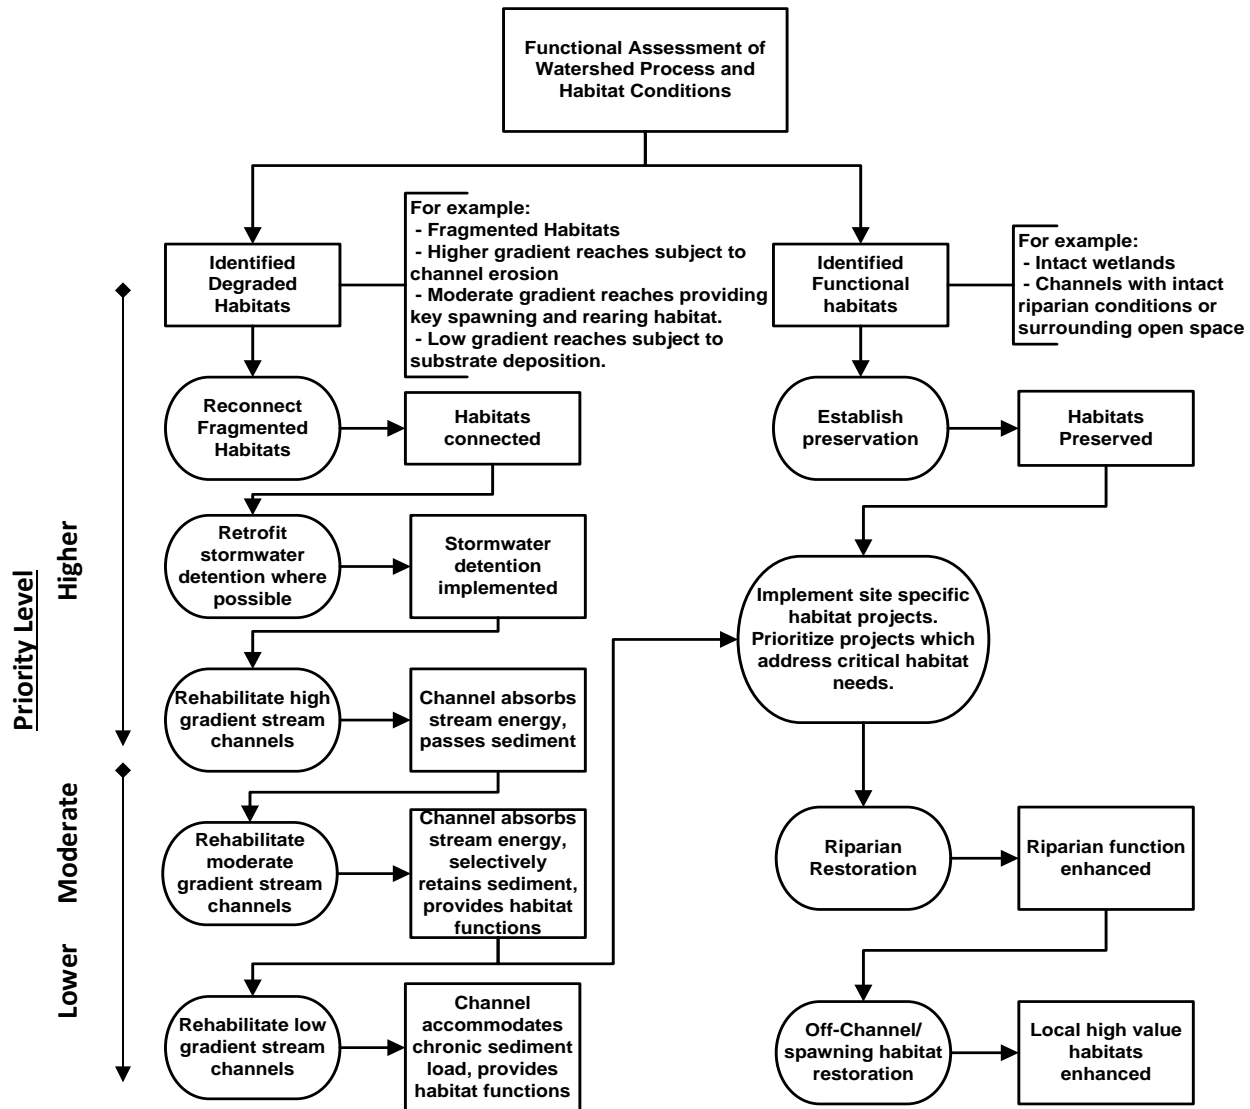 Functional Assessment of
Watershed Process and
Habitat Conditions
For example:
- Fragmented Habitats
- Higher gradient reaches subject to
channel erosion
- Moderate gradient reaches providing
key spawning and rearing habitat.
- Low gradient reaches subject to
substrate deposition.
Identified
Degraded
Habitats
Identified
Functional
habitats
For example:
- Intact wetlands
- Channels with intact
riparian conditions or
surrounding open space
Reconnect
Fragmented
Habitats
Habitats
connected
Establish
preservation
Habitats
Preserved
Retrofit
stormwater
detention where
possible
Stormwater
detention
implemented
Implement site specific
habitat projects.
Prioritize projects which
address critical habitat
needs.
Rehabilitate high
gradient stream
channels
Channel absorbs
stream energy,
passes sediment
Rehabilitate
moderate
gradient stream
channels
Channel absorbs
stream energy,
selectively
retains sediment,
provides habitat
functions
Riparian
Restoration
Riparian function
enhanced
Rehabilitate low
gradient stream
channels
Channel
accommodates
chronic sediment
load, provides
habitat functions
Off-Channel/
spawning habitat
restoration
Local high value
habitats
enhanced
Priority Level
Higher
Moderate
Lower